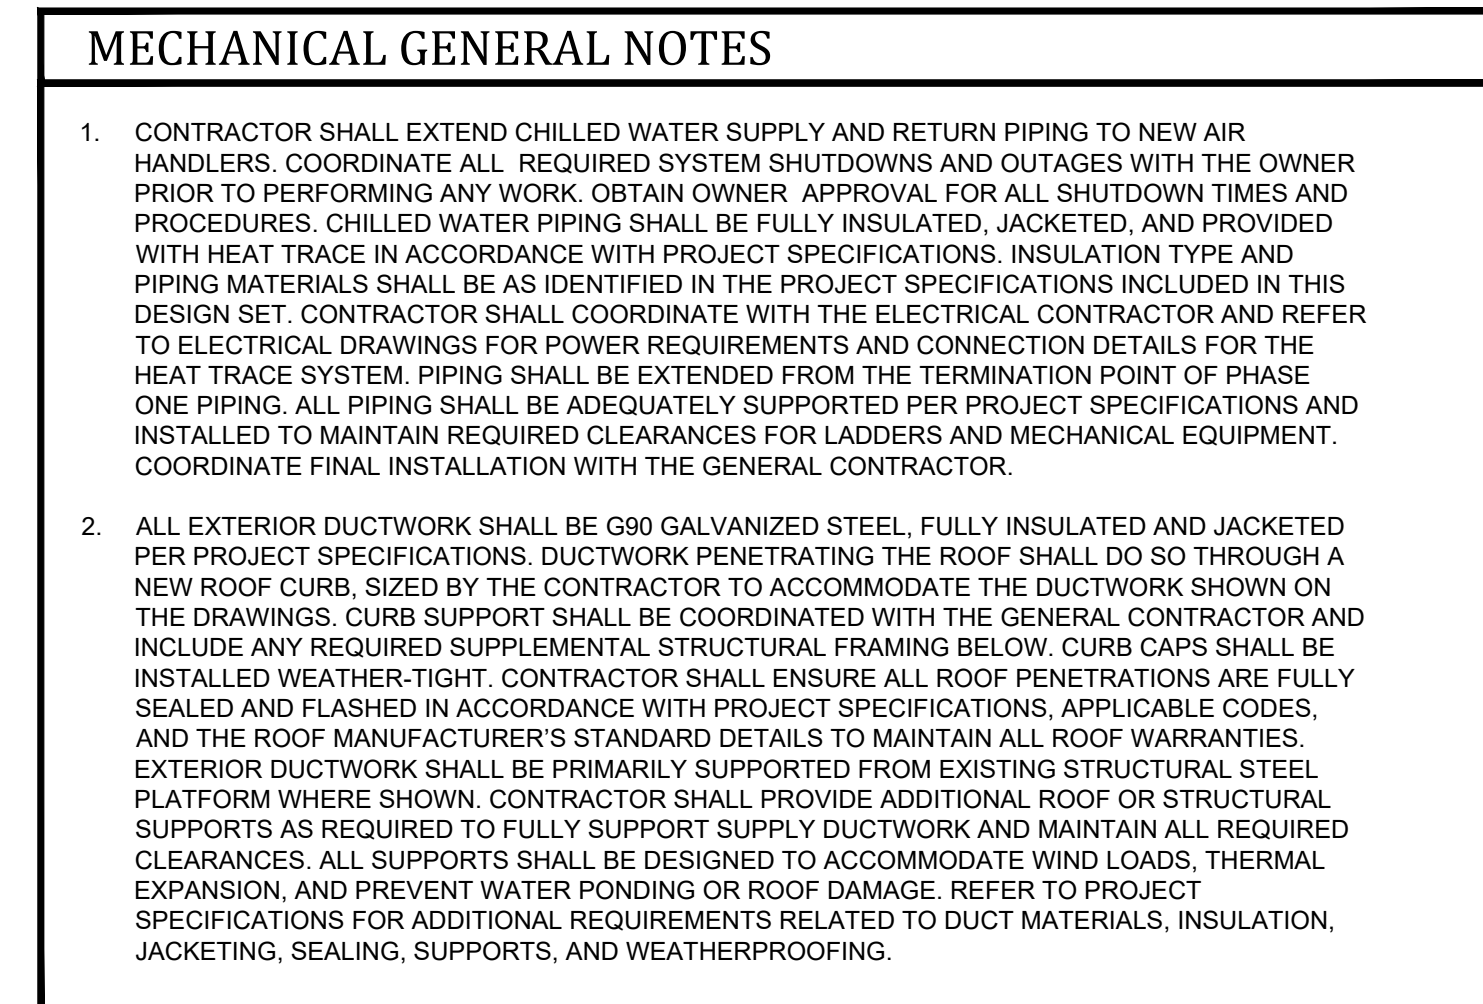 MECHANICAL GENERAL NOTES
1. CONTRACTOR SHALL EXTEND CHILLED WATER SUPPLY AND RETURN PIPING TO NEW AIR
HANDLERS. COORDINATE ALL REQUIRED SYSTEM SHUTDOWNS AND OUTAGES WITH THE OWNER
PRIOR TO PERFORMING ANY WORK. OBTAIN OWNER APPROVAL FOR ALL SHUTDOWN TIMES AND
PROCEDURES. CHILLED WATER PIPING SHALL BE FULLY INSULATED, JACKETED, AND PROVIDED
WITH HEAT TRACE IN ACCORDANCE WITH PROJECT SPECIFICATIONS. INSULATION TYPE AND
PIPING MATERIALS SHALL BE AS IDENTIFIED IN THE PROJECT SPECIFICATIONS INCLUDED IN THIS
DESIGN SET. CONTRACTOR SHALL COORDINATE WITH THE ELECTRICAL CONTRACTOR AND REFER
TO ELECTRICAL DRAWINGS FOR POWER REQUIREMENTS AND CONNECTION DETAILS FOR THE
HEAT TRACE SYSTEM. PIPING SHALL BE EXTENDED FROM THE TERMINATION POINT OF PHASE
ONE PIPING. ALL PIPING SHALL BE ADEQUATELY SUPPORTED PER PROJECT SPECIFICATIONS AND
INSTALLED TO MAINTAIN REQUIRED CLEARANCES FOR LADDERS AND MECHANICAL EQUIPMENT.
COORDINATE FINAL INSTALLATION WITH THE GENERAL CONTRACTOR.
2. ALL EXTERIOR DUCTWORK SHALL BE G90 GALVANIZED STEEL, FULLY INSULATED AND JACKETED
PER PROJECT SPECIFICATIONS. DUCTWORK PENETRATING THE ROOF SHALL DO SO THROUGH A
NEW ROOF CURB, SIZED BY THE CONTRACTOR TO ACCOMMODATE THE DUCTWORK SHOWN ON
THE DRAWINGS. CURB SUPPORT SHALL BE COORDINATED WITH THE GENERAL CONTRACTOR AND
INCLUDE ANY REQUIRED SUPPLEMENTAL STRUCTURAL FRAMING BELOW. CURB CAPS SHALL BE
INSTALLED WEATHER-TIGHT. CONTRACTOR SHALL ENSURE ALL ROOF PENETRATIONS ARE FULLY
SEALED AND FLASHED IN ACCORDANCE WITH PROJECT SPECIFICATIONS, APPLICABLE CODES,
AND THE ROOF MANUFACTURER’S STANDARD DETAILS TO MAINTAIN ALL ROOF WARRANTIES.
EXTERIOR DUCTWORK SHALL BE PRIMARILY SUPPORTED FROM EXISTING STRUCTURAL STEEL
PLATFORM WHERE SHOWN. CONTRACTOR SHALL PROVIDE ADDITIONAL ROOF OR STRUCTURAL
SUPPORTS AS REQUIRED TO FULLY SUPPORT SUPPLY DUCTWORK AND MAINTAIN ALL REQUIRED
CLEARANCES. ALL SUPPORTS SHALL BE DESIGNED TO ACCOMMODATE WIND LOADS, THERMAL
EXPANSION, AND PREVENT WATER PONDING OR ROOF DAMAGE. REFER TO PROJECT
SPECIFICATIONS FOR ADDITIONAL REQUIREMENTS RELATED TO DUCT MATERIALS, INSULATION,
JACKETING, SEALING, SUPPORTS, AND WEATHERPROOFING.